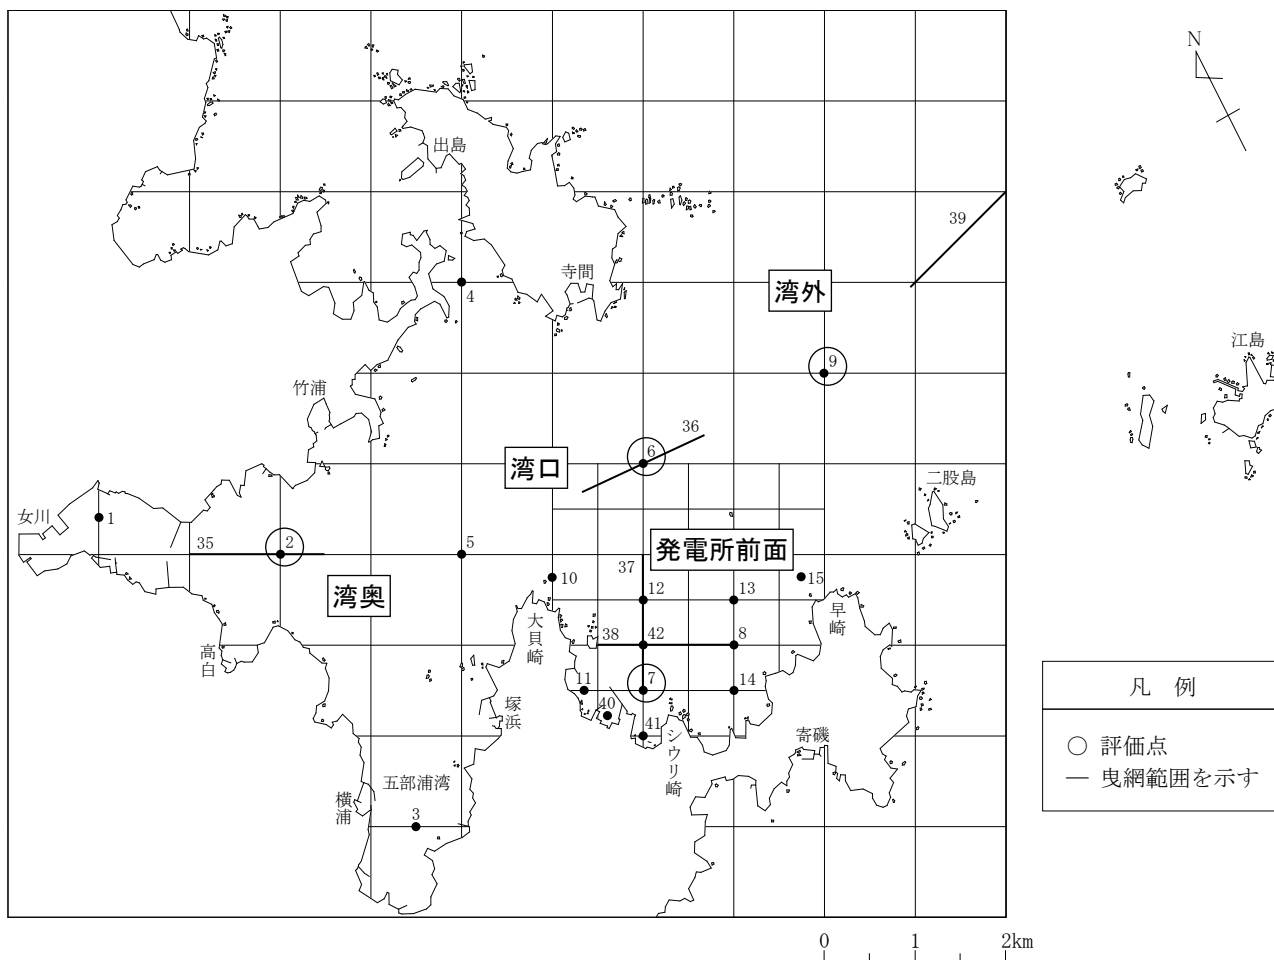 N
出島
39
寺間
4
湾外
江島
9
竹浦
36
6
湾口
二股島
女川
1
35
2
5
発電所前面
37
10
12
13
15
湾奥
大貝崎
早崎
38
42
8
高白
11
7
14
40
塚浜
41
シウリ崎
寄磯
五部浦湾
横浦
3
凡 例
○ 評価点
― 曳網範囲を示す
0 1 2km